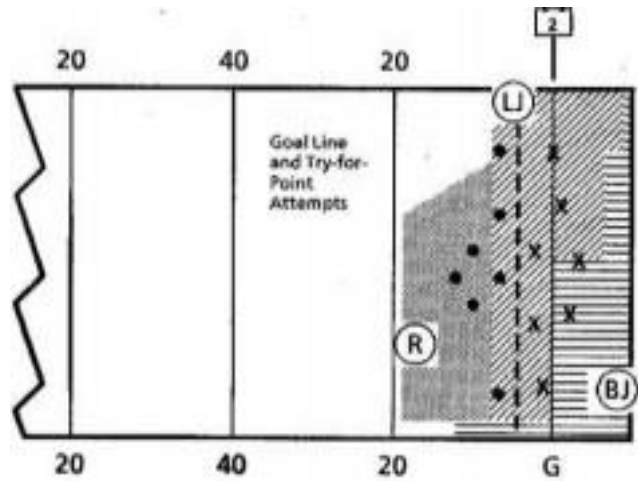 2
20 40 20
LJ
Goal Line
and Try-for-
Point
Attempts
X
X
X
X
X
X
X
R
BJ
20 40 20 G